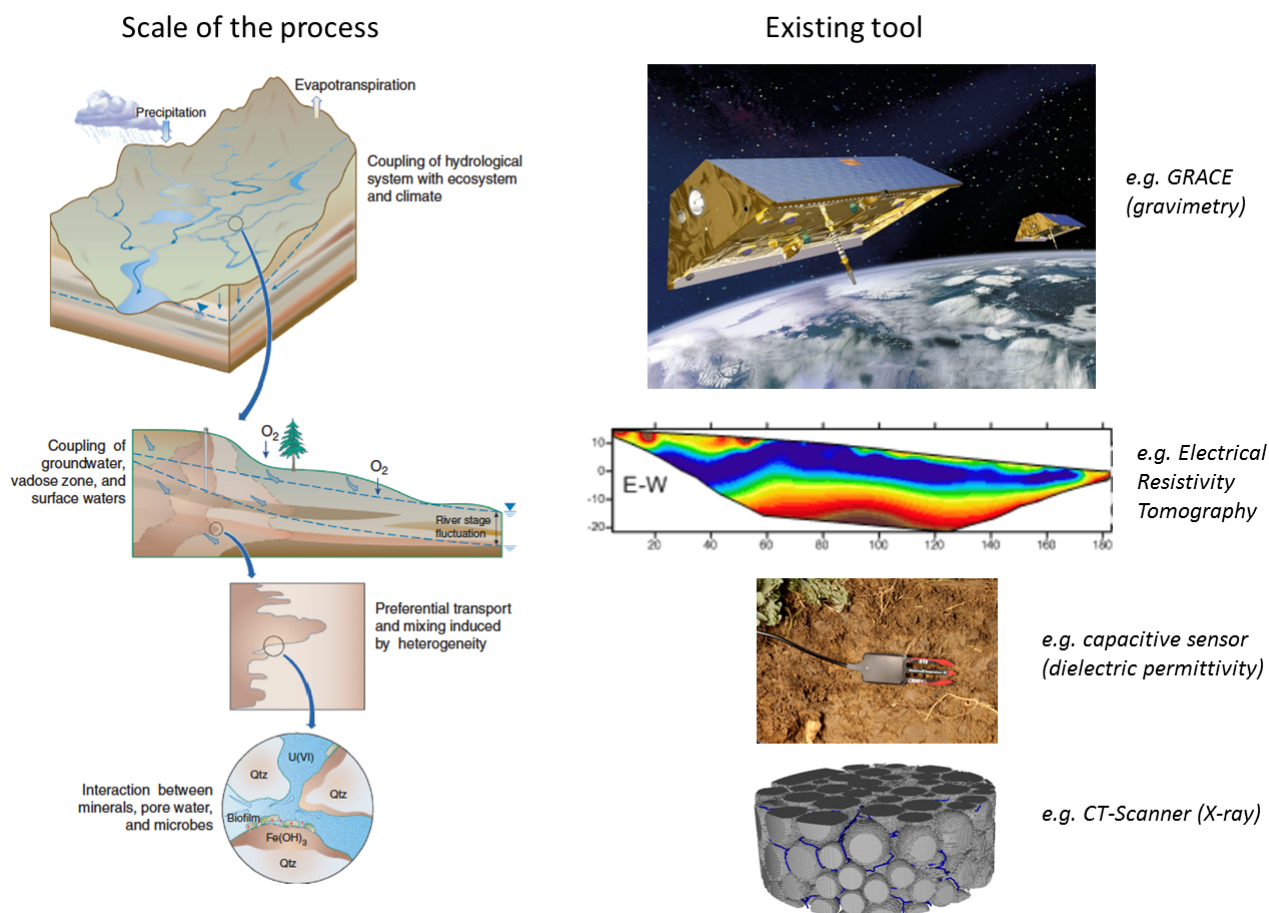 Scale of the process
Existing tool
Evapotranspiration
Precipitation
Coupling of hydrological
system with ecosystem
and climate
e.g. GRACE
(gravimetry)
Coupling of
groundwater,
vadose zone, and
surface waters
O2
O2
River stage
fluctuation
10
0
-10
-20
E-W
20
40
60
80
100
120
140
160
180
e.g. Electrical
Resistivity
Tomography
Preferential transport
and mixing induced
by heterogeneity
e.g. capacitive sensor
(dielectric permittivity)
Interaction between
minerals, pore water,
and microbes
U(VI)
Qtz
Qtz
Biofilm
Fe(OH)3
Qtz
e.g. CT-Scanner (X-ray)